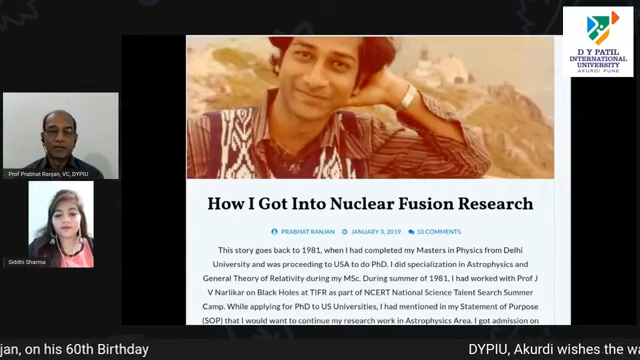 D Y PATIL
INTERNATIONAL
UNIVERSITY
AKURDI PUNE
Prof Prabhat Ranjan, VC, DYPIU
Siddhi Sharma
How I Got Into Nuclear Fusion Research
PRABHAT RANJAN JANUARY 3, 2019 10 COMMENTS
This story goes back to 1981, when I had completed my Masters in Physics from Delhi
University and was proceeding to USA to do PhD. I did specialization in Astrophysics and
General Theory of Relativity during my MSc. During summer of 1981, I had worked with Prof J
V Narlikar on Black Holes at TIFR as part of NCERT National Science Talent Search Summer
Camp. While applying for PhD to US Universities, I had mentioned in my Statement of Purpose
(SOP) that I would want to continue my research work in Astrophysics Area. I got admission on
jan, on his 60th Birthday DYPIU, Akurdi wishes the wa